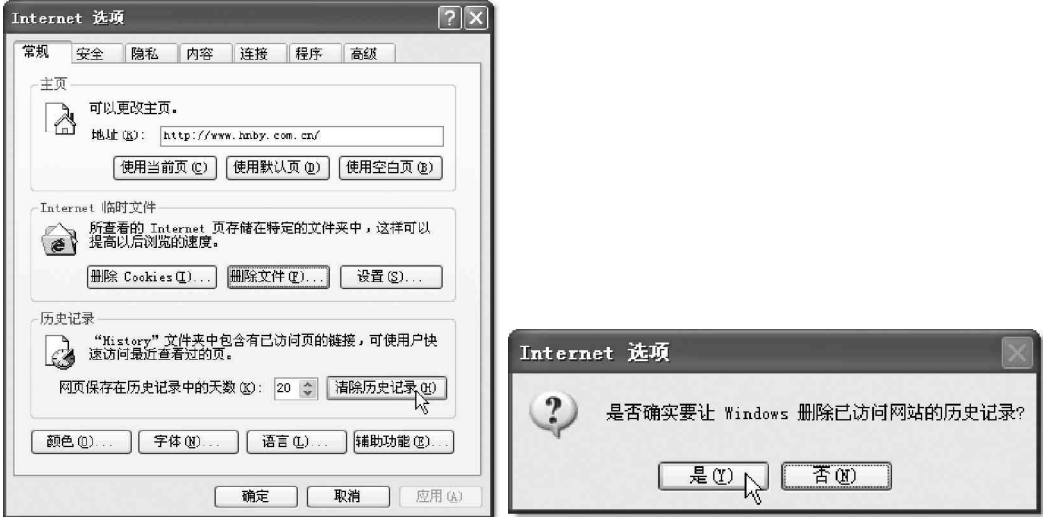 Internet 选项
常规 安全 隐私 内容 连接 程序 高级
主页
可以更改主页。
地址(R): http://www.hnby.com.cn/
使用当前页(C) 使用默认页(D) 使用空白页(B)
Internet 临时文件
所查看的 Internet 页存储在特定的文件夹中，这样可以
提高以后浏览的速度。
删除 Cookies(I)... 删除文件(F)... 设置(S)...
历史记录
“History”文件夹中包含有已访问页的链接，可使用户快
速访问最近查看过的页。
网页保存在历史记录中的天数(K): 20 清除历史记录(H)
颜色(O)... 字体(N)... 语言(L)... 辅助功能(E)...
确定 取消 应用(A)
Internet 选项
是否确实要让 Windows 删除已访问网站的历史记录?
是(Y) 否(N)